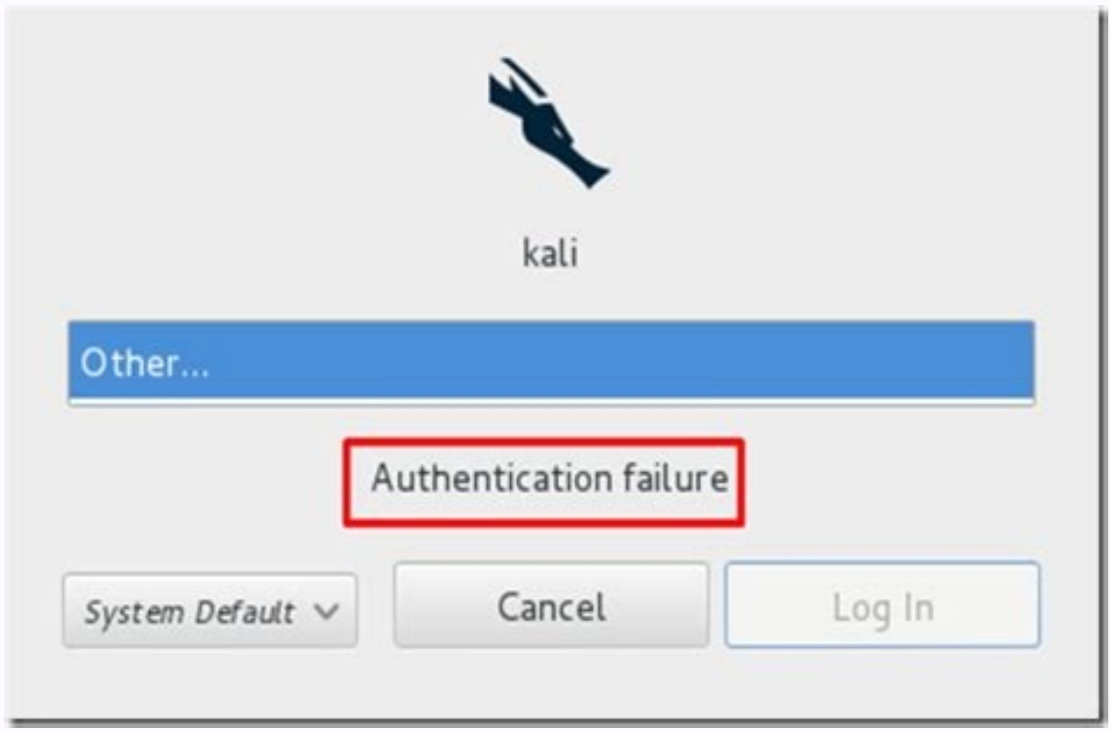 kali
Other...
Authentication failure
System Default Cancel Log In